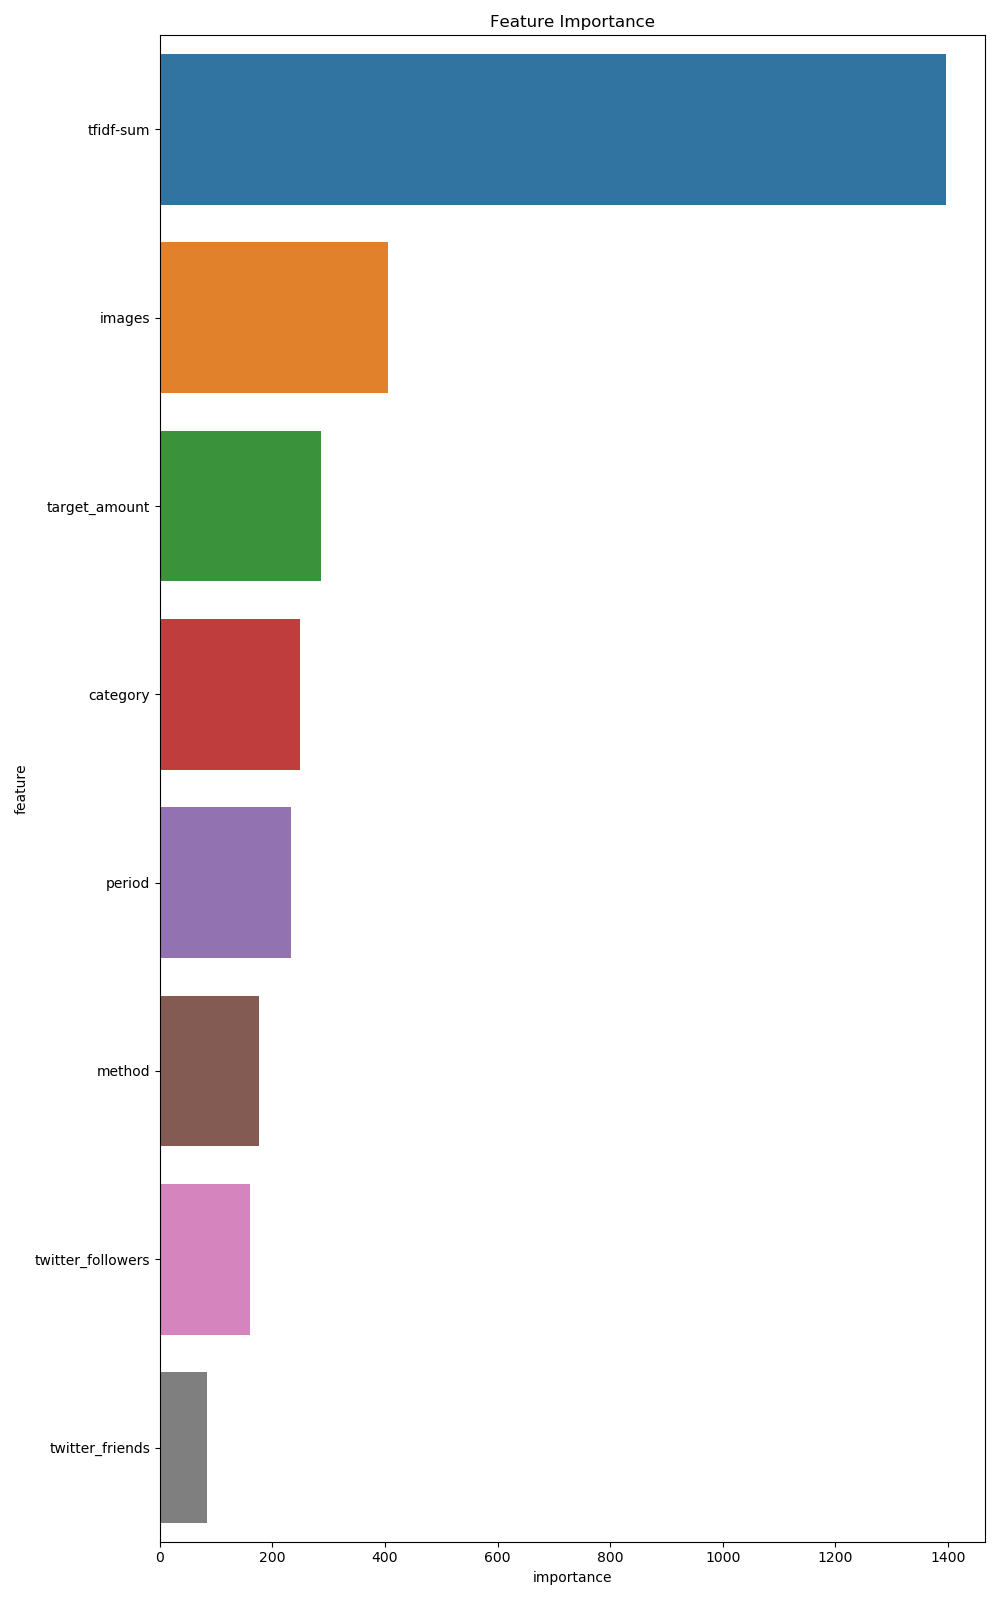 Feature Importance
tfidf-sum
images
target_amount
category
period
method
twitter_followers
twitter_friends
feature
0 200 400 600 800 1000 1200 1400
importance